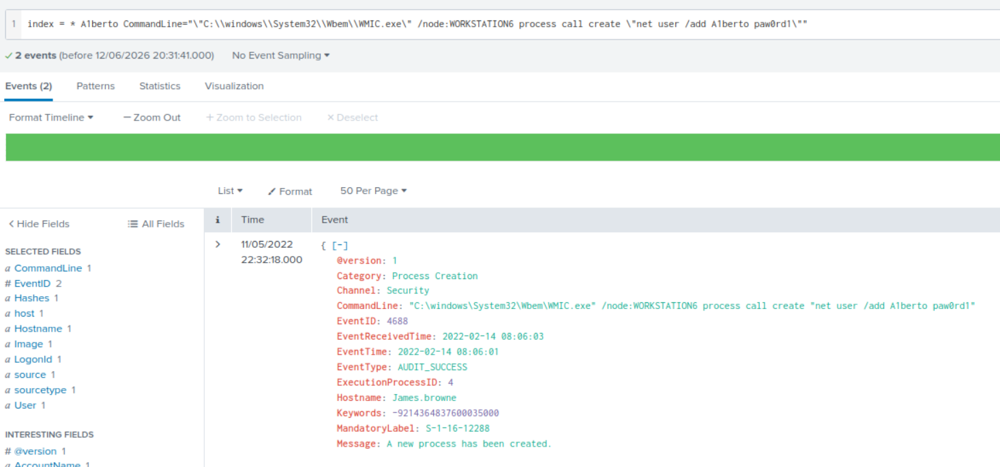 1 index = * A1berto CommandLine="\"C:\\windows\\System32\\Wbem\\WMIC.exe\" /node:WORKSTATION6 process call create \"net user /add A1berto paw0rd1\""
✓ 2 events (before 12/06/2026 20:31:41.000) No Event Sampling ▾
Events (2) Patterns Statistics Visualization
Format Timeline ▾ — Zoom Out + Zoom to Selection × Deselect
List ▾ Format 50 Per Page ▾
< Hide Fields All Fields
i Time Event
SELECTED FIELDS
a CommandLine 1
# EventID 2
a Hashes 1
a host 1
a Hostname 1
a Image 1
a LogonId 1
a source 1
a sourcetype 1
a User 1
INTERESTING FIELDS
# @version 1
a AccountName 1
> 11/05/2022
22:32:18.000
{ [-]
@version: 1
Category: Process Creation
Channel: Security
CommandLine: "C:\windows\System32\Wbem\WMIC.exe" /node:WORKSTATION6 process call create "net user /add A1berto paw0rd1"
EventID: 4688
EventReceivedTime: 2022-02-14 08:06:03
EventTime: 2022-02-14 08:06:01
EventType: AUDIT_SUCCESS
ExecutionProcessID: 4
Hostname: James.browne
Keywords: -9214364837600035000
MandatoryLabel: S-1-16-12288
Message: A new process has been created.